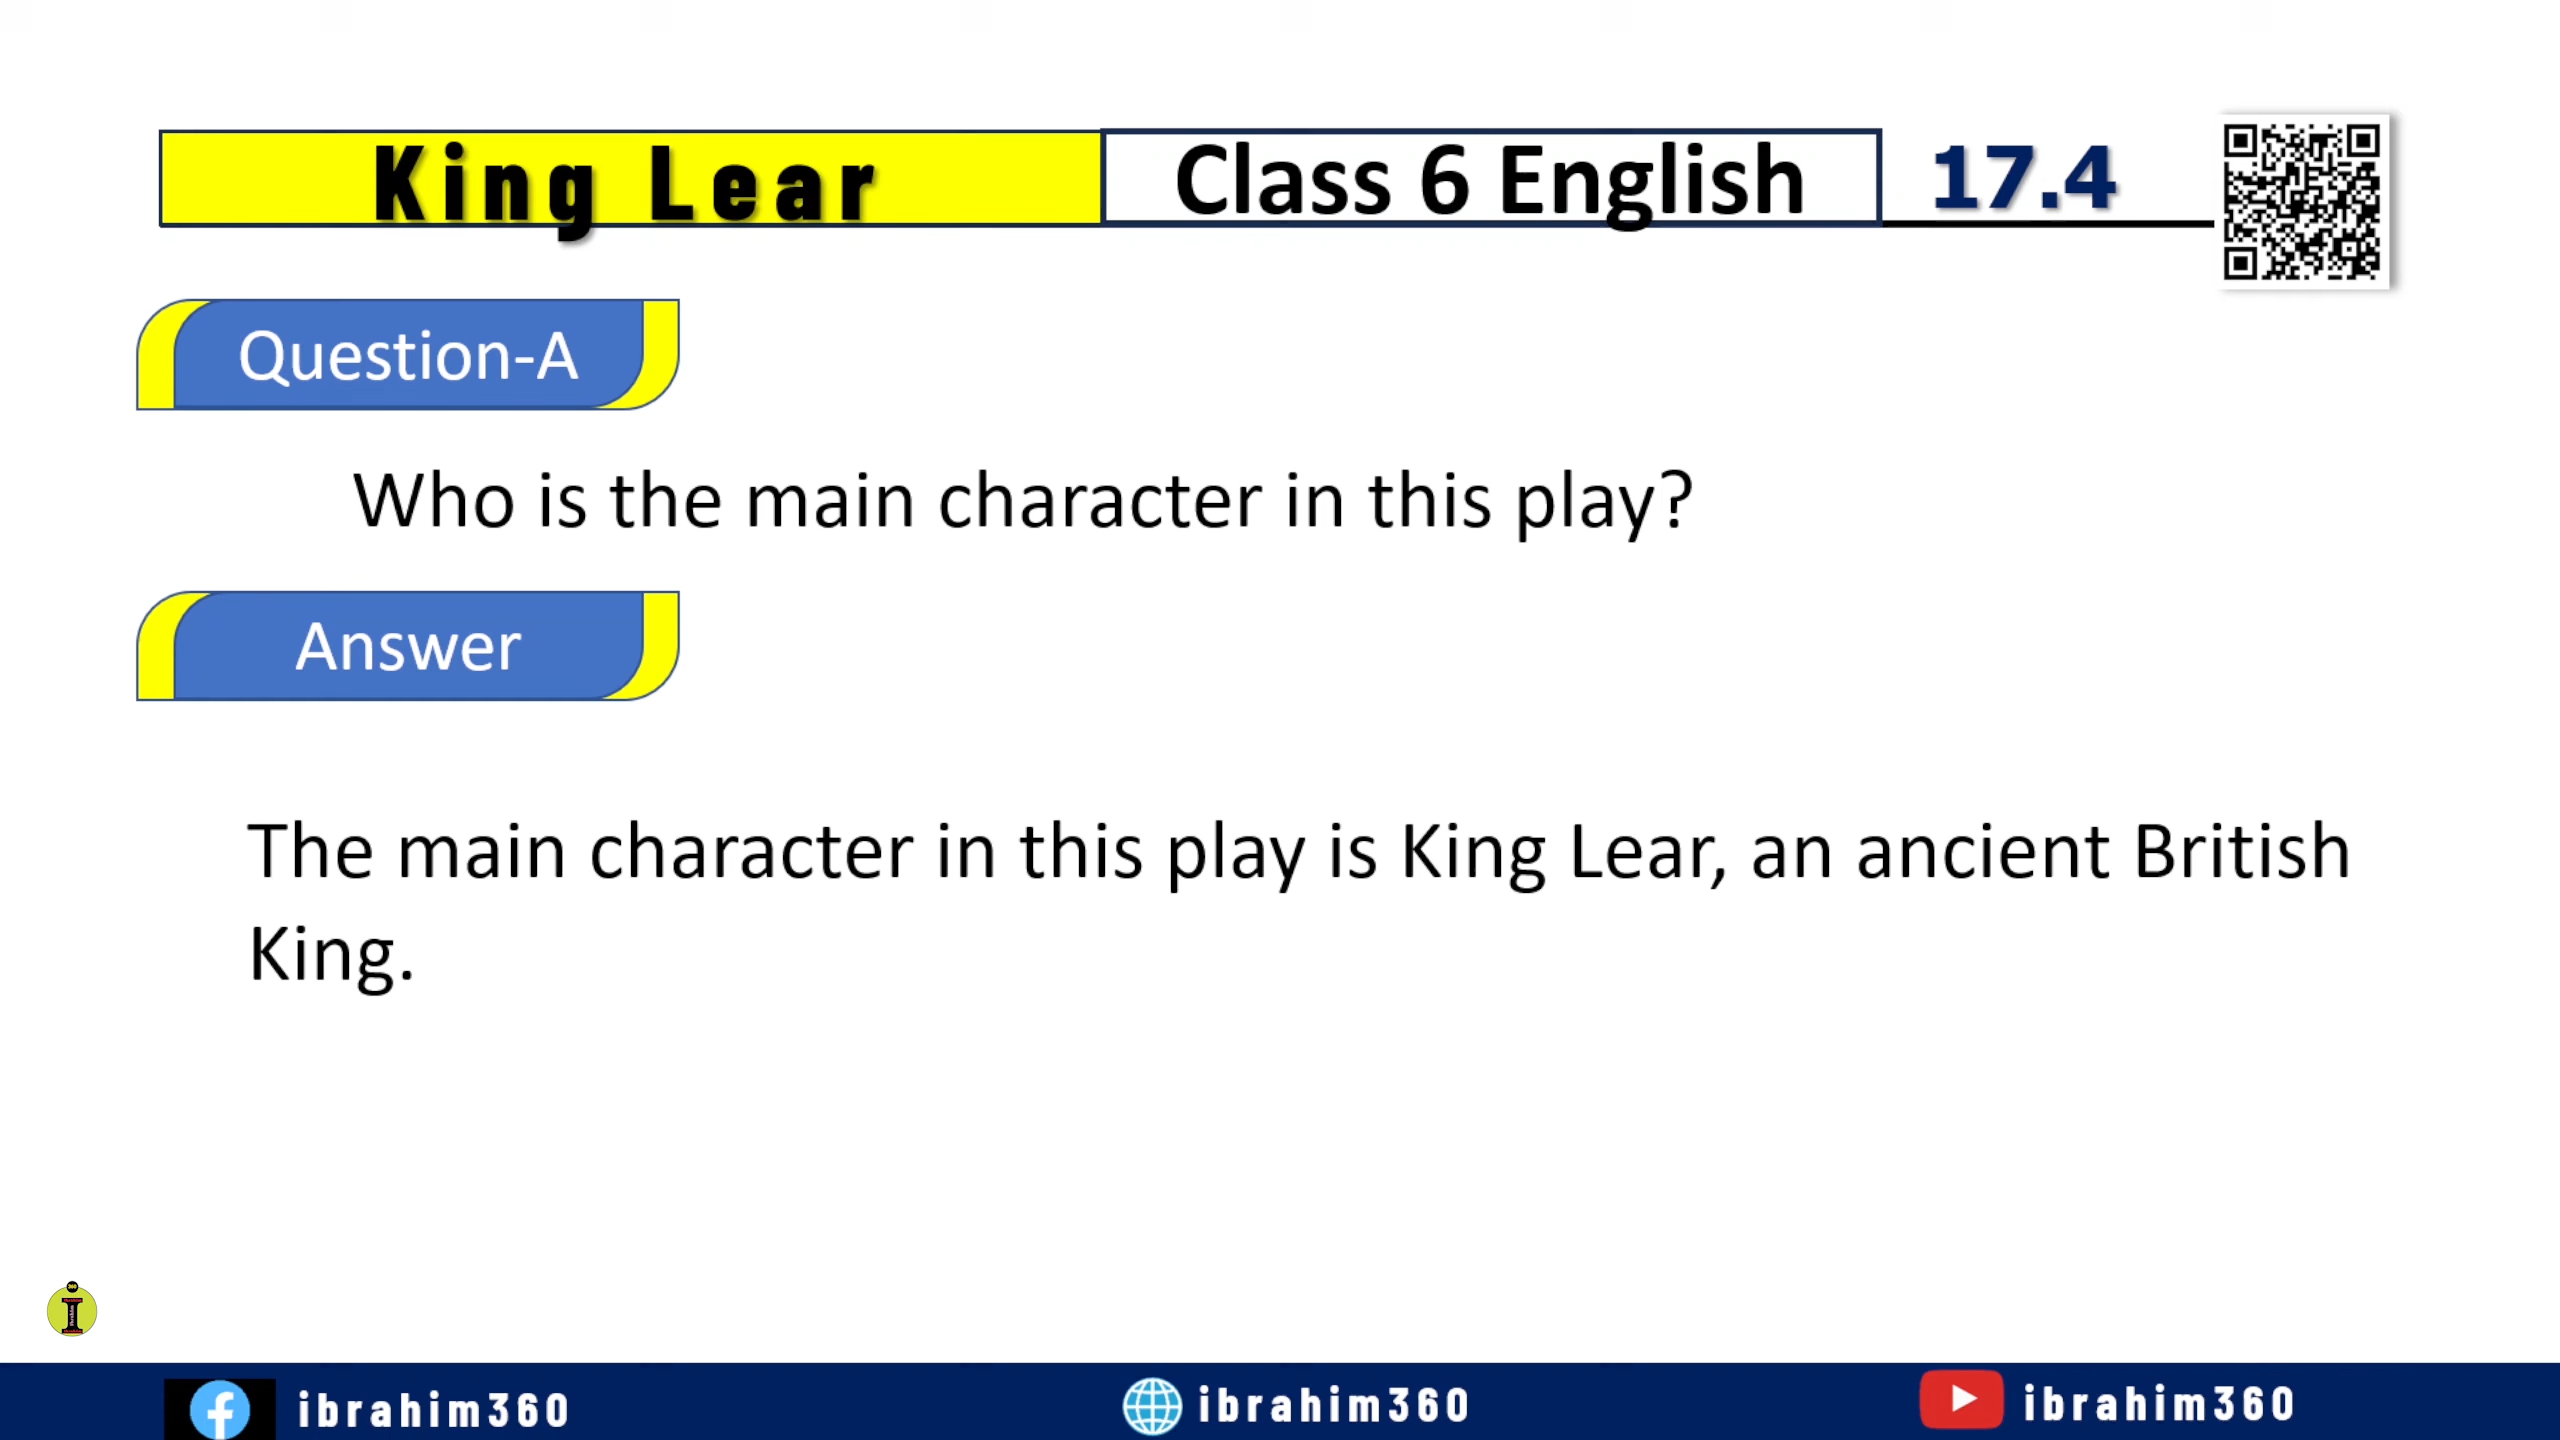 King Lear
Class 6 English
17.4
Question-A
Who is the main character in this play?
Answer
The main character in this play is King Lear, an ancient British
King.
ibrahim360
ibrahim360
ibrahim360